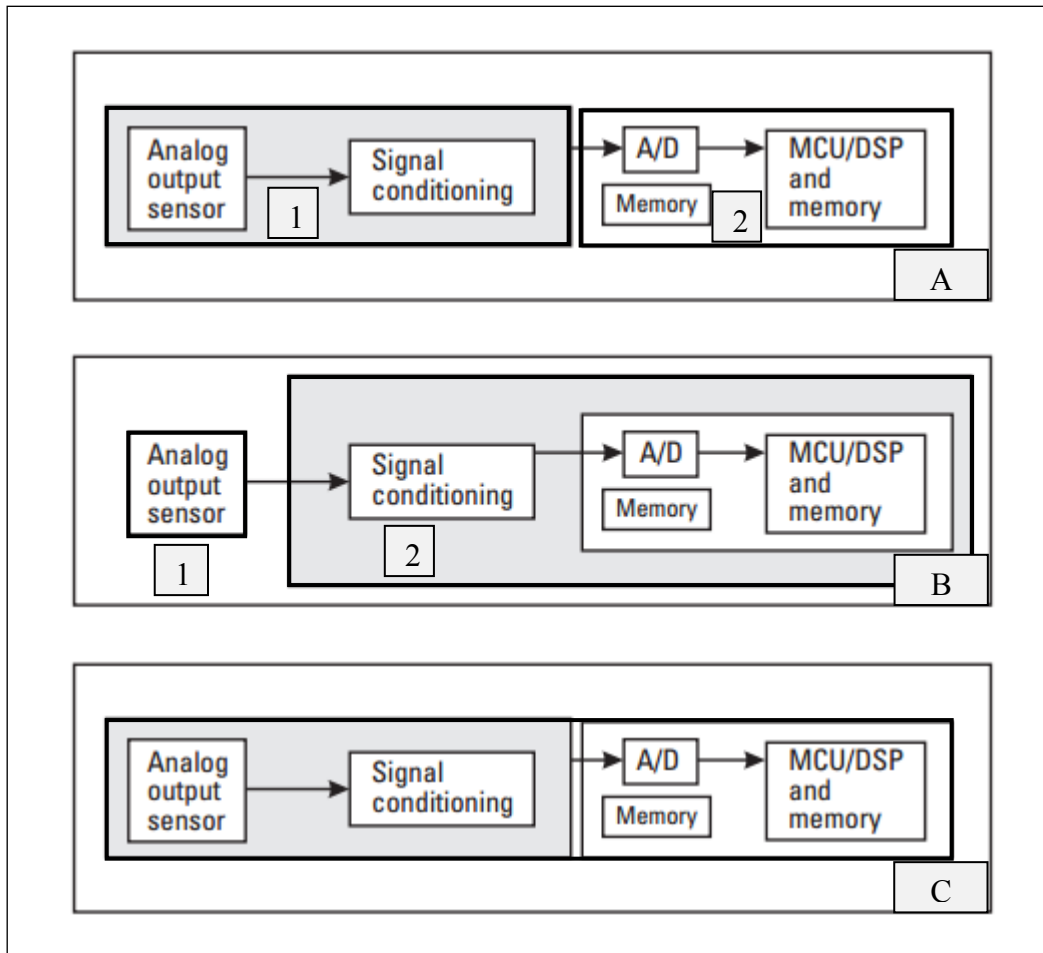 Analog
output
sensor
1
Signal
conditioning
A/D
Memory
2
MCU/DSP
and
memory
A
Analog
output
sensor
1
Signal
conditioning
2
A/D
Memory
MCU/DSP
and
memory
B
Analog
output
sensor
Signal
conditioning
A/D
Memory
MCU/DSP
and
memory
C